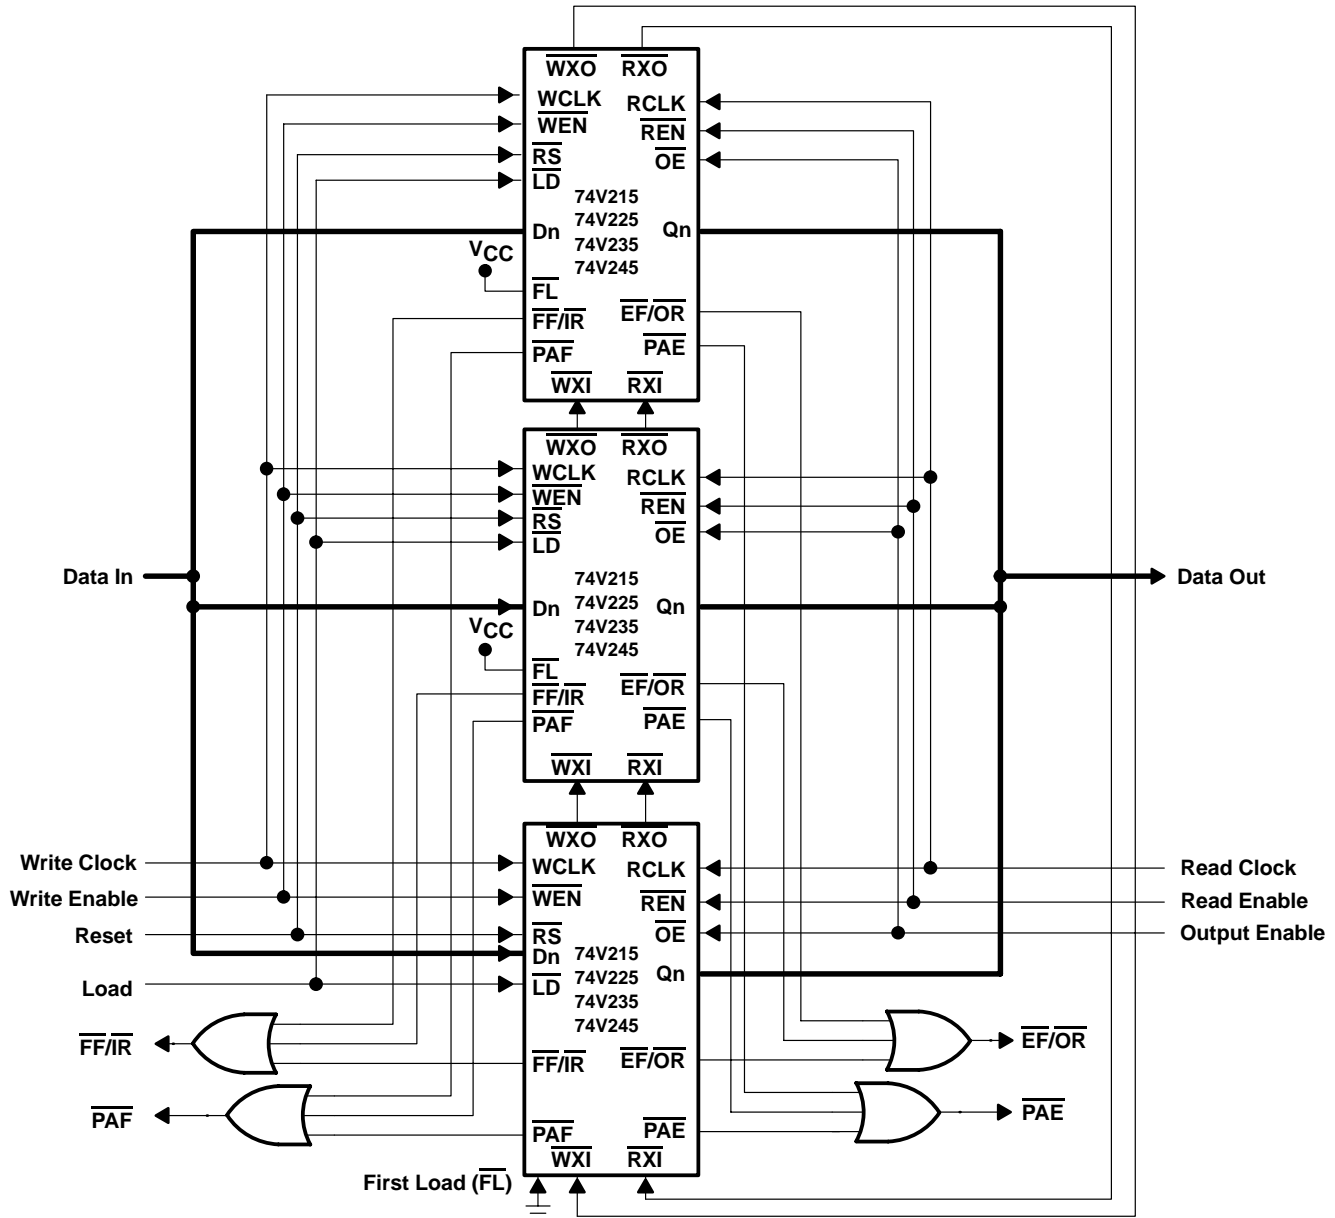 WXO RXO
WCLK RCLK
WEN REN
RS OE
LD
74V215
74V225
Dn Qn
74V235
74V245
VCC
FL
FF/IR EF/OR
PAF PAE
WXI RXI
WXO RXO
WCLK RCLK
WEN REN
RS OE
LD
Data In Data Out
74V215
74V225
Dn Qn
74V235
74V245
VCC
FL
FF/IR EF/OR
PAF PAE
WXI RXI
WXO RXO
Write Clock WCLK RCLK Read Clock
Write Enable WEN REN Read Enable
Reset RS OE Output Enable
Dn 74V215 Qn
Load LD 74V225
74V235
74V245
FF/IR FF/IR EF/OR EF/OR
PAF PAF PAE PAE
WXI RXI
First Load (FL)